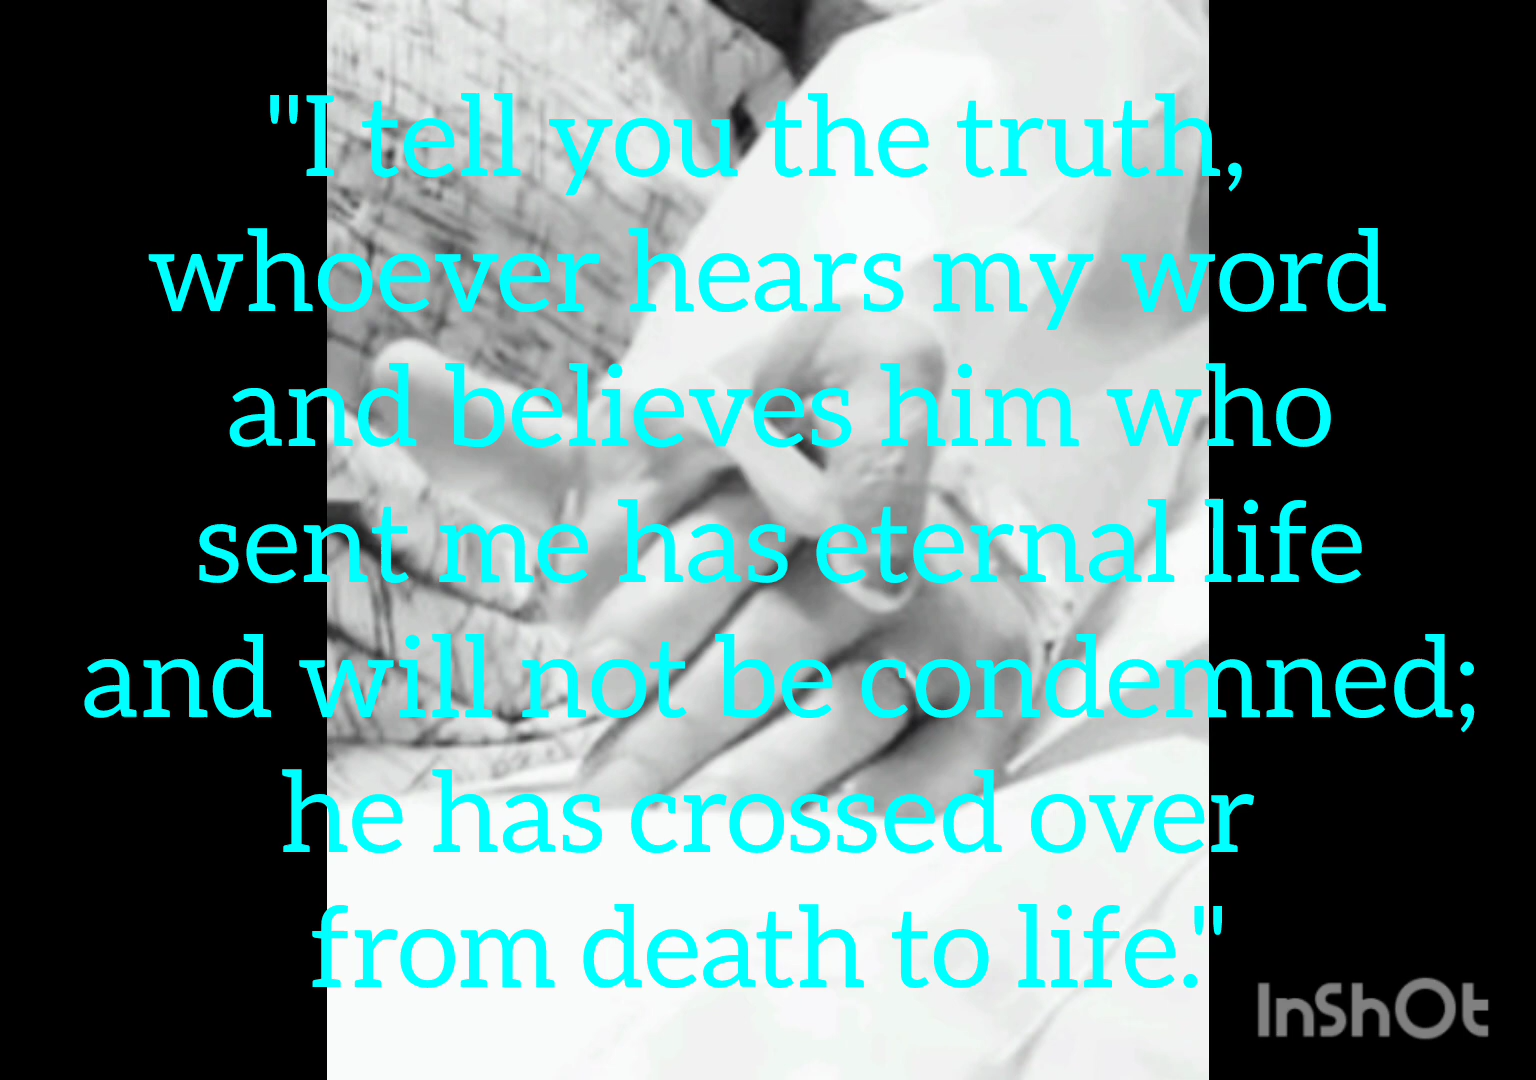 "I tell you the truth,
whoever hears my word
and believes him who
sent me has eternal life
and will not be condemned;
he has crossed over
from death to life."
InShOt